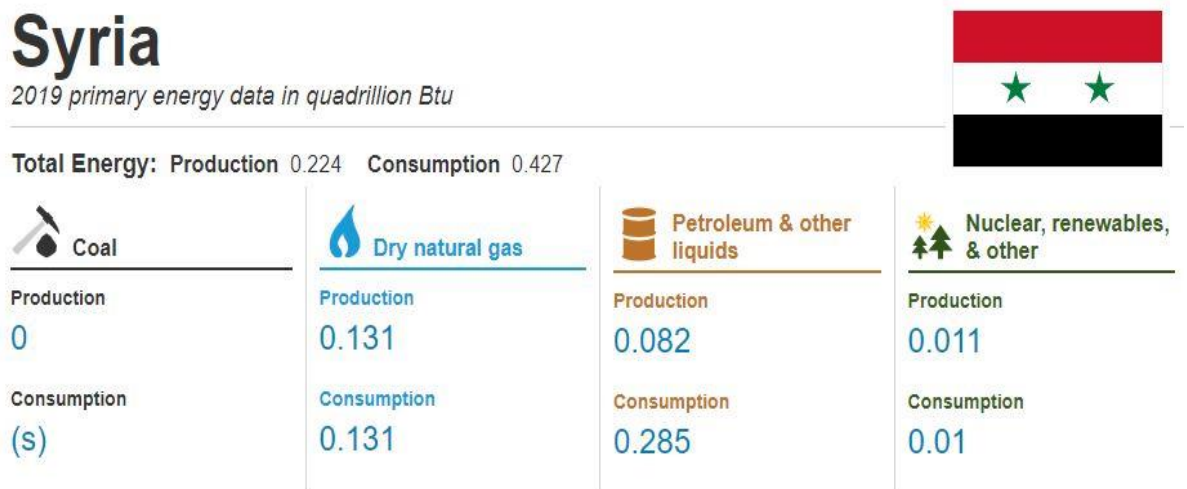 Syria
2019 primary energy data in quadrillion Btu
Total Energy: Production 0.224 Consumption 0.427
Coal
Production
0
Consumption
(s)
Dry natural gas
Production
0.131
Consumption
0.131
Petroleum & other
liquids
Production
0.082
Consumption
0.285
Nuclear, renewables,
& other
Production
0.011
Consumption
0.01